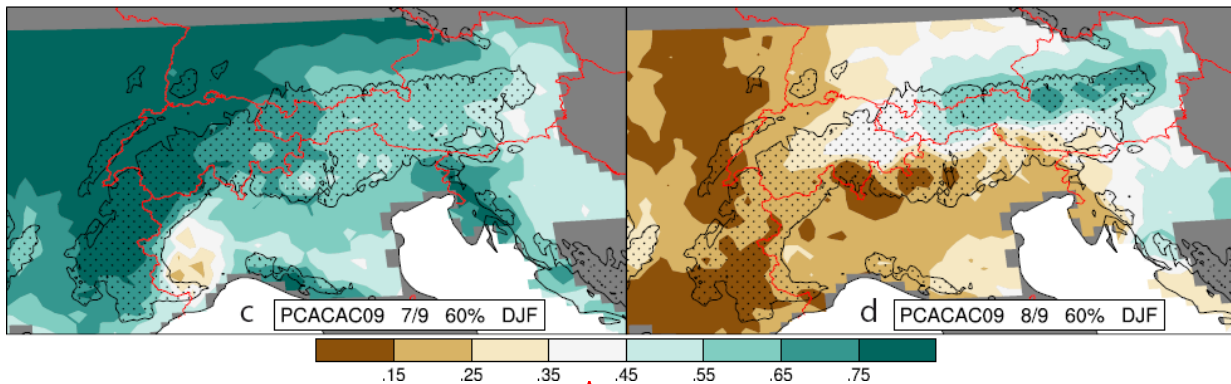 c PCACAC09 7/9 60% DJF
d PCACAC09 8/9 60% DJF
.15 .25 .35 .45 .55 .65 .75